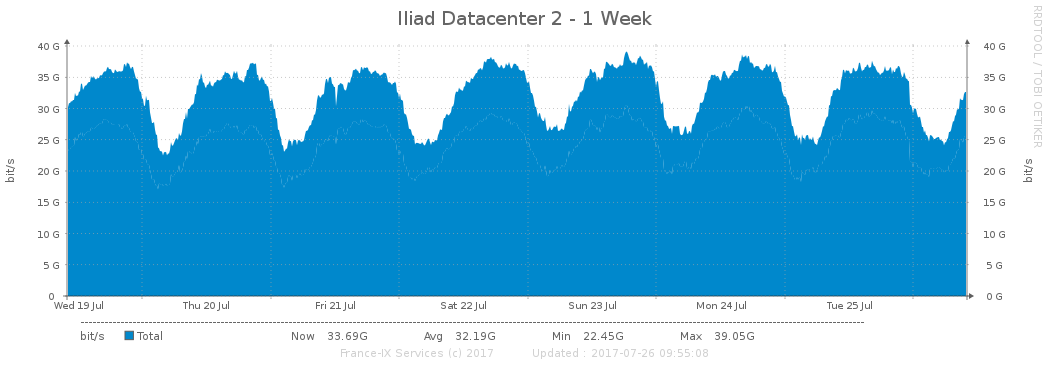 Iliad Datacenter 2 - 1 Week
RRDTOOL / TOBI OETIKER
40 G 40 G
35 G 35 G
30 G 30 G
25 G 25 G
20 G 20 G
15 G 15 G
10 G 10 G
5 G 5 G
0 0 G
bit/s bit/s
Wed 19 Jul Thu 20 Jul Fri 21 Jul Sat 22 Jul Sun 23 Jul Mon 24 Jul Tue 25 Jul
bit/s Total Now 33.69G Avg 32.19G Min 22.45G Max 39.05G
France-IX Services (c) 2017 Updated : 2017-07-26 09:55:08